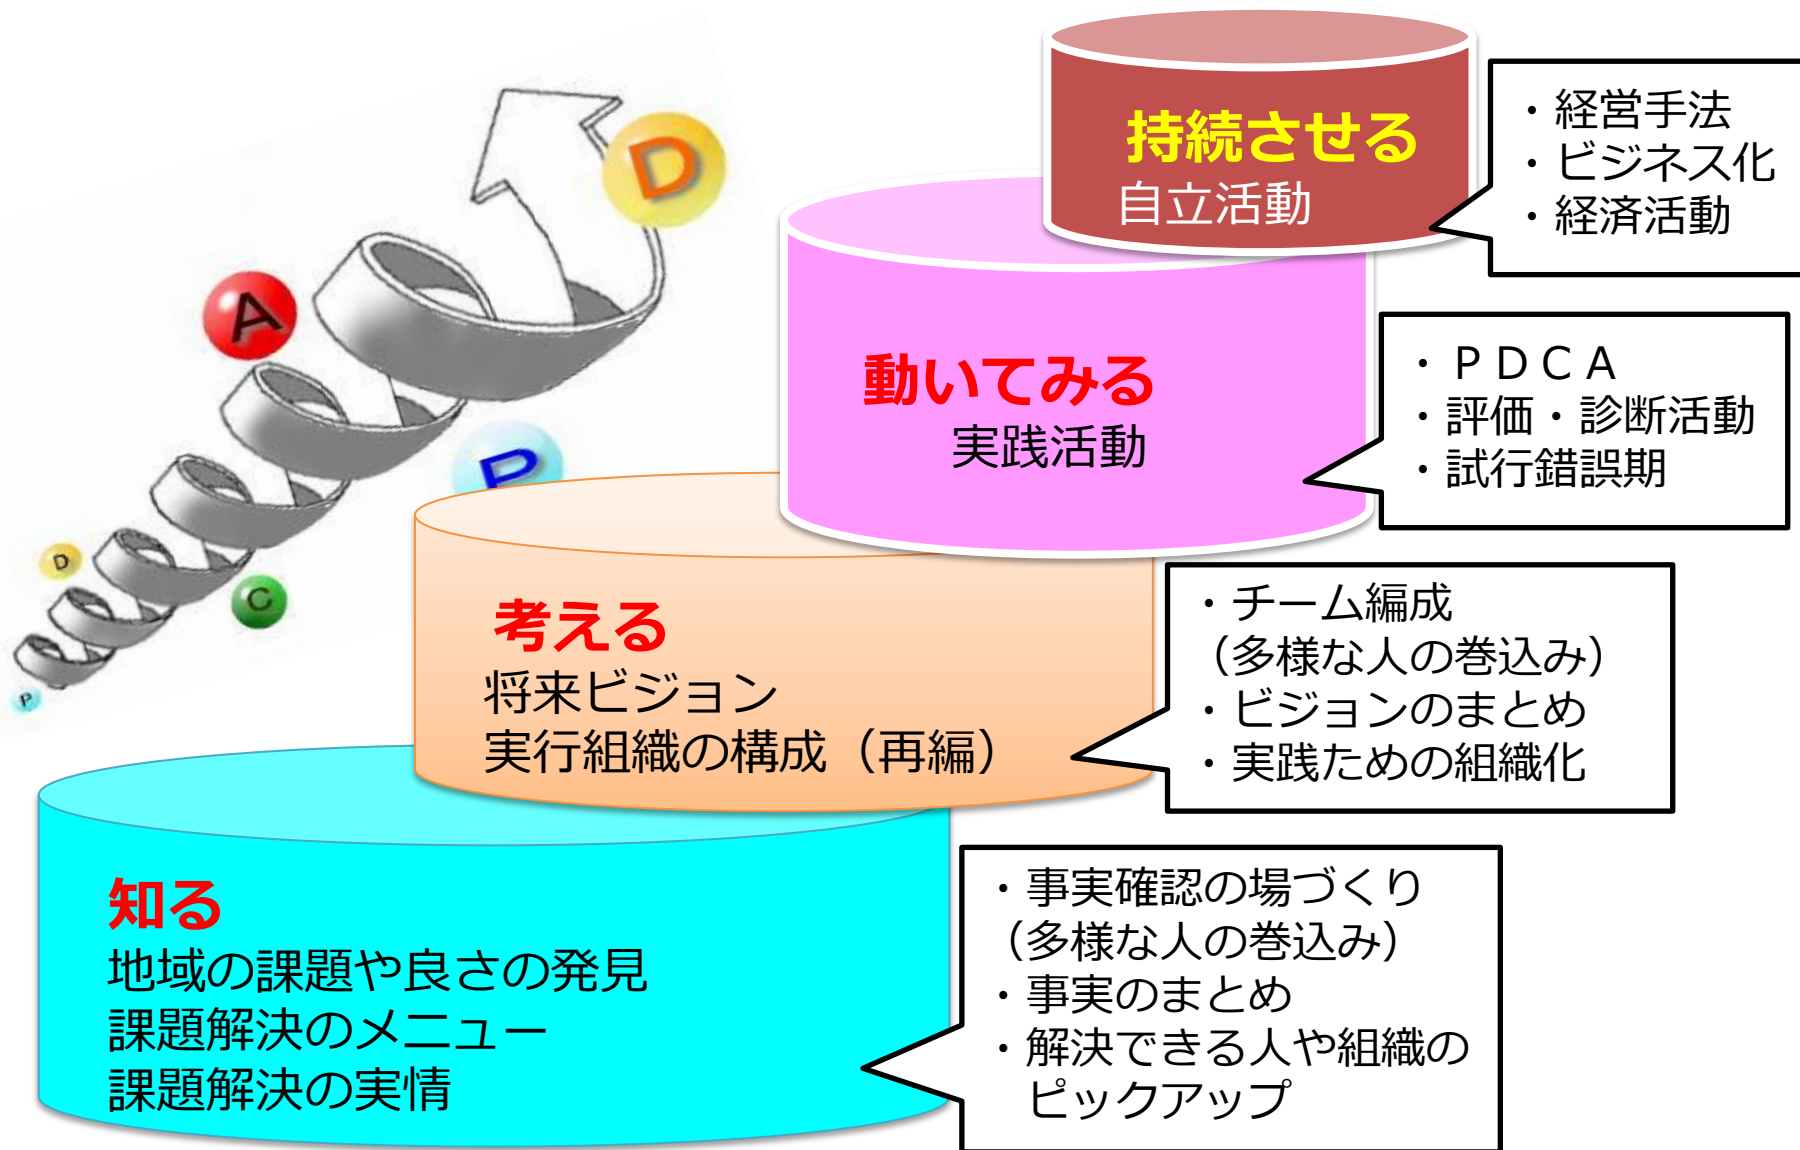 持続させる
自立活動
・経営手法
・ビジネス化
・経済活動
動いてみる
実践活動
・ＰＤＣＡ
・評価・診断活動
・試行錯誤期
考える
将来ビジョン
実行組織の構成（再編）
・チーム編成
（多様な人の巻込み）
・ビジョンのまとめ
・実践ための組織化
知る
地域の課題や良さの発見
課題解決のメニュー
課題解決の実情
・事実確認の場づくり
（多様な人の巻込み）
・事実のまとめ
・解決できる人や組織の
ピックアップ
D
A
P
D
C
P